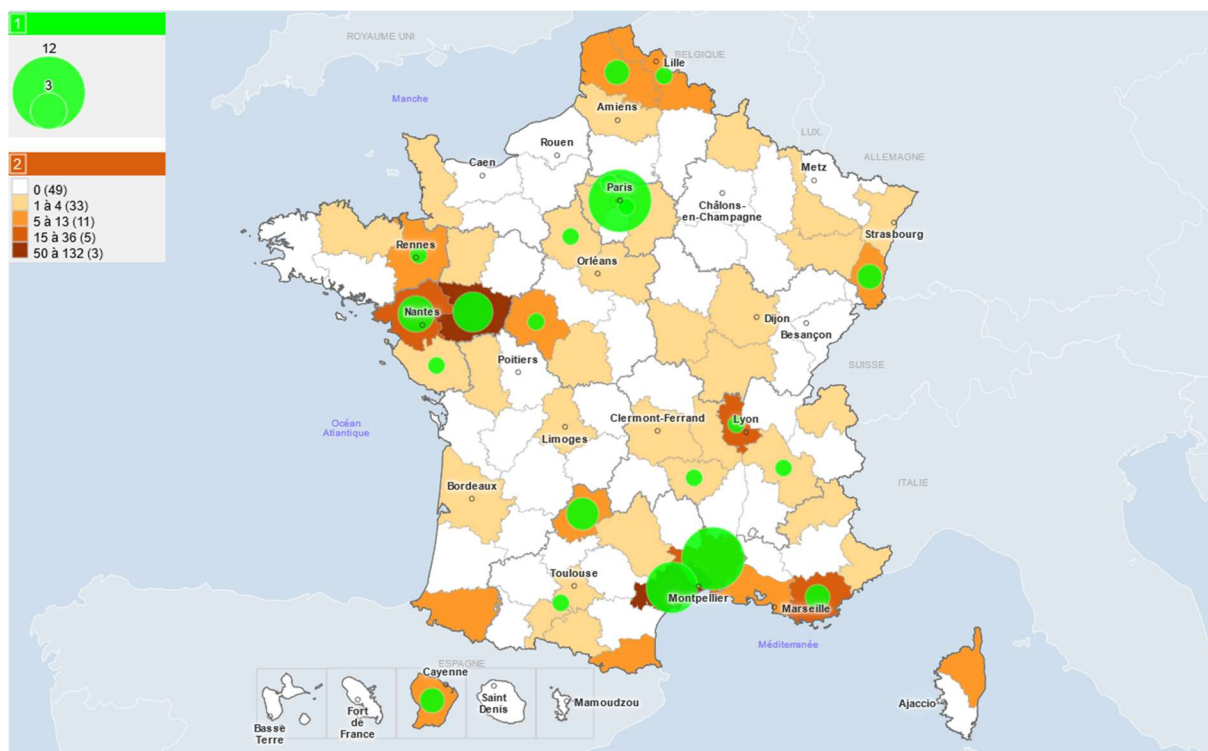 1
12
3
2
0 (49)
1 à 4 (33)
5 à 13 (11)
15 à 36 (5)
50 à 132 (3)
ROYAUME UNI
BELGIQUE
Lille
Manche
Amiens
LUX.
Rouen
Caen
Metz
ALLEMAGNE
Paris
Châlons-
en-Champagne
Strasbourg
Rennes
Orléans
Nantes
Dijon
Besançon
Poitiers
SUISSE
Océan
Atlantique
Clermont-Ferrand
Lyon
Limoges
Bordeaux
ITALIE
Toulouse
Montpellier
Marseille
Méditerranée
ESPAGNE
Cayenne
Basse
Terre
Fort
de
France
Saint
Denis
Mamoudzou
Ajaccio